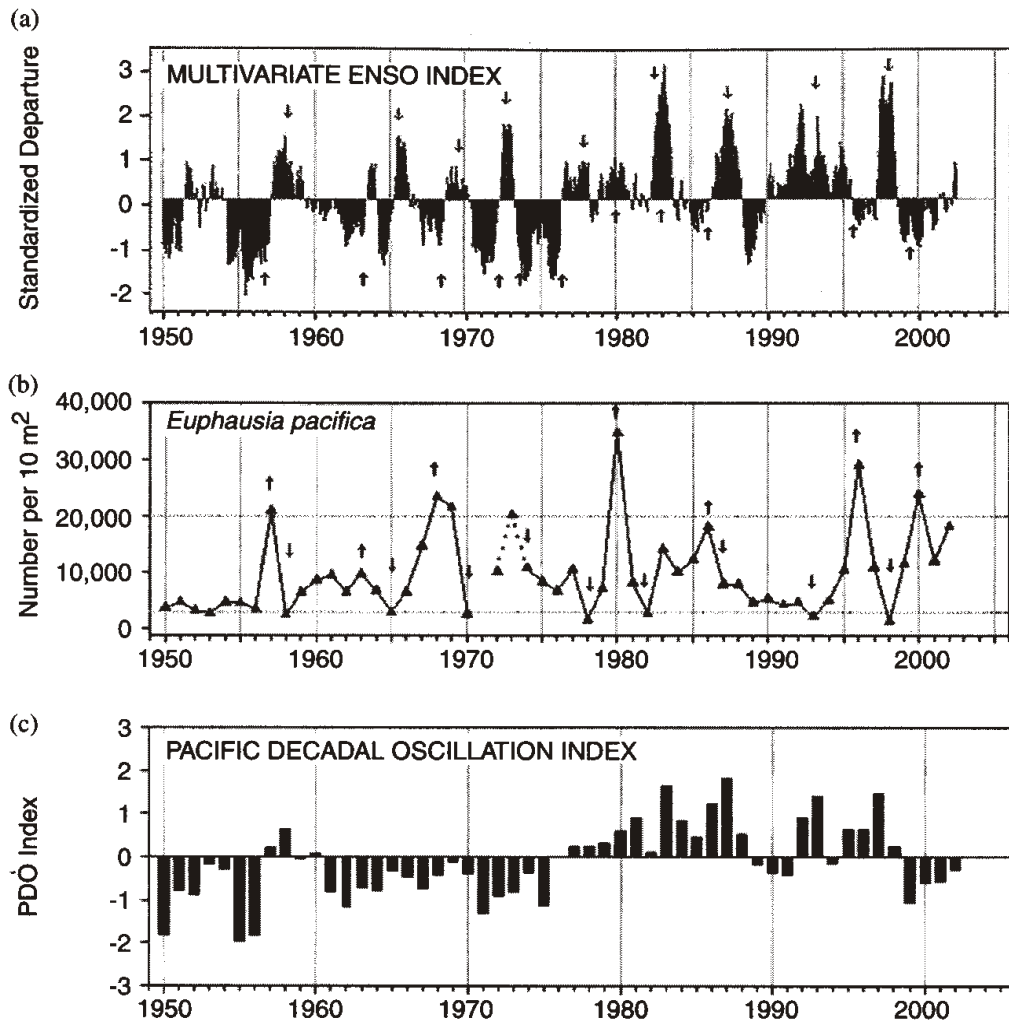 (a)
Standardized Departure
MULTIVARIATE ENSO INDEX
3
2
1
0
-1
-2
1950 1960 1970 1980 1990 2000
(b)
Number per 10 m²
Euphausia pacifica
40,000
30,000
20,000
10,000
0
1950 1960 1970 1980 1990 2000
(c)
PDÓ Index
PACIFIC DECADAL OSCILLATION INDEX
3
2
1
0
-1
-2
-3
1950 1960 1970 1980 1990 2000